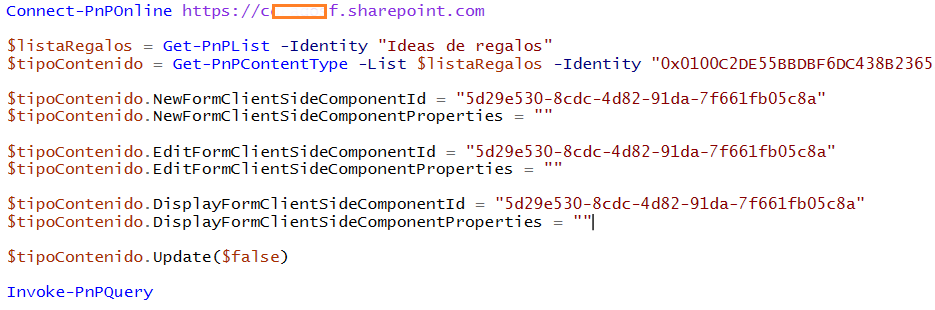 Connect-PnPOnline https://c f.sharepoint.com
$listaRegalos = Get-PnPList -Identity "Ideas de regalos"
$tipoContenido = Get-PnPContentType -List $listaRegalos -Identity "0x0100C2DE55BBDBF6DC438B2365
$tipoContenido.NewFormClientSideComponentId = "5d29e530-8cdc-4d82-91da-7f661fb05c8a"
$tipoContenido.NewFormClientSideComponentProperties = ""
$tipoContenido.EditFormClientSideComponentId = "5d29e530-8cdc-4d82-91da-7f661fb05c8a"
$tipoContenido.EditFormClientSideComponentProperties = ""
$tipoContenido.DisplayFormClientSideComponentId = "5d29e530-8cdc-4d82-91da-7f661fb05c8a"
$tipoContenido.DisplayFormClientSideComponentProperties = ""
$tipoContenido.Update($false)
Invoke-PnPQuery